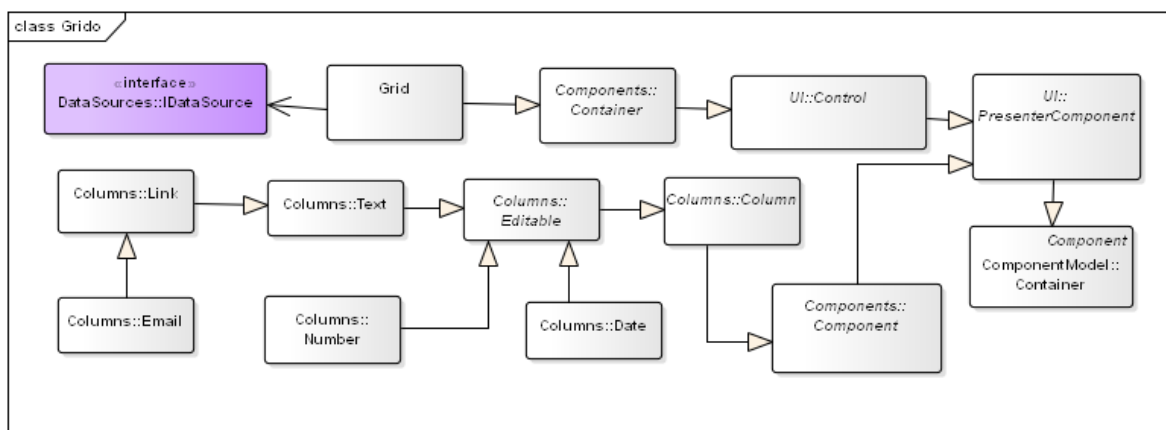 class Grido
«interface»
DataSources::IDataSource
Grid
Components::
Container
UI::Control
UI::
PresenterComponent
Columns::Link
Columns::Text
Columns::
Editable
Columns::Column
Component
ComponentModel::
Container
Columns::Email
Columns::
Number
Columns::Date
Components::
Component